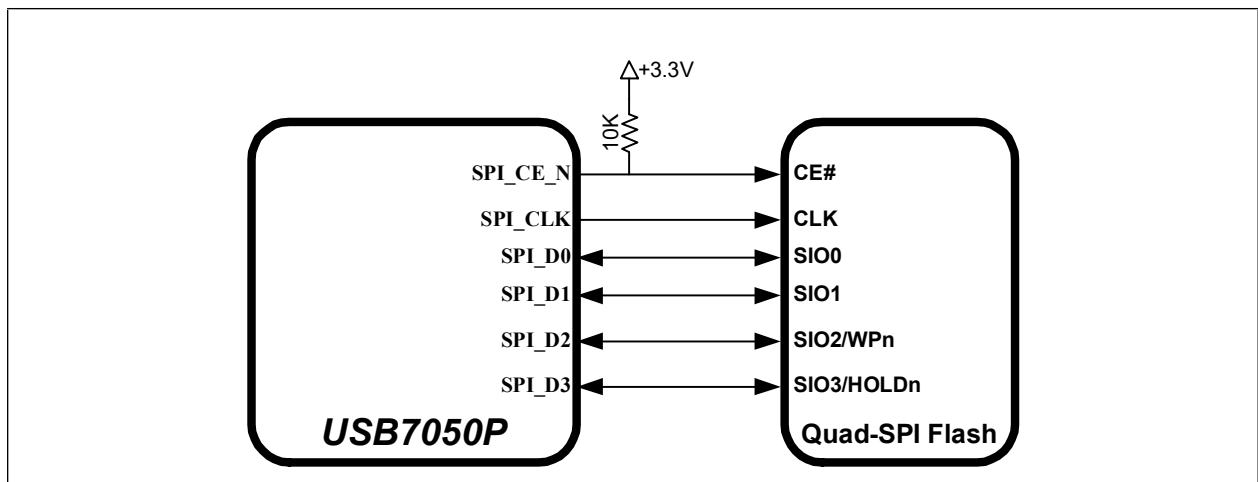 +3.3V
10K
SPI_CE_N CE#
SPI_CLK CLK
SPI_D0 SIO0
SPI_D1 SIO1
SPI_D2 SIO2/WPn
SPI_D3 SIO3/HOLDn
USB7050P Quad-SPI Flash